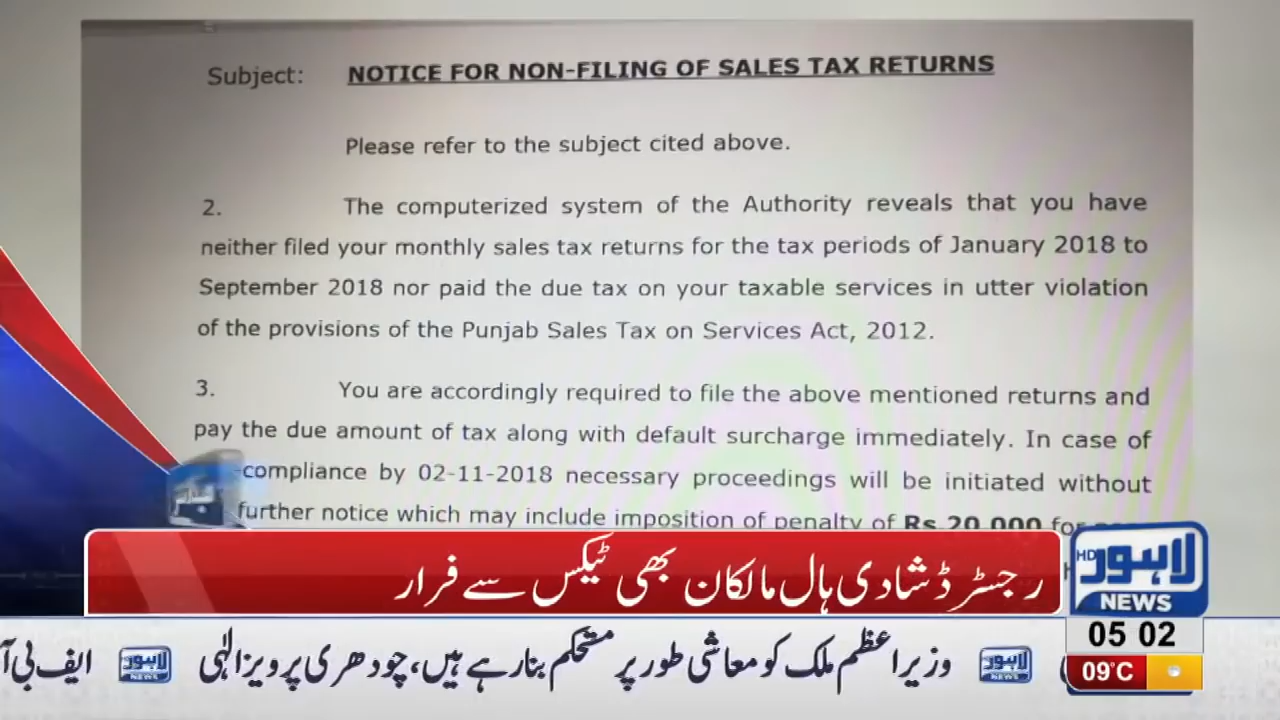 Subject: NOTICE FOR NON-FILING OF SALES TAX RETURNS
Please refer to the subject cited above.
2. The computerized system of the Authority reveals that you have
neither filed your monthly sales tax returns for the tax periods of January 2018 to
September 2018 nor paid the due tax on your taxable services in utter violation
of the provisions of the Punjab Sales Tax on Services Act, 2012.
3. You are accordingly required to file the above mentioned returns and
pay the due amount of tax along with default surcharge immediately. In case of
-compliance by 02-11-2018 necessary proceedings will be initiated without
further notice which may include imposition of penalty of Rs.20,000 for
رجسٹرڈ شادی ہال مالکان بھی ٹیکس سے فرار
HD لاہور
NEWS
05 02
09°C
وزیراعظم ملک کو معاشی طور پر مستحکم بنا رہے ہیں، چودھری پرویزالٰہی لاہور NEWS ایف بی آ